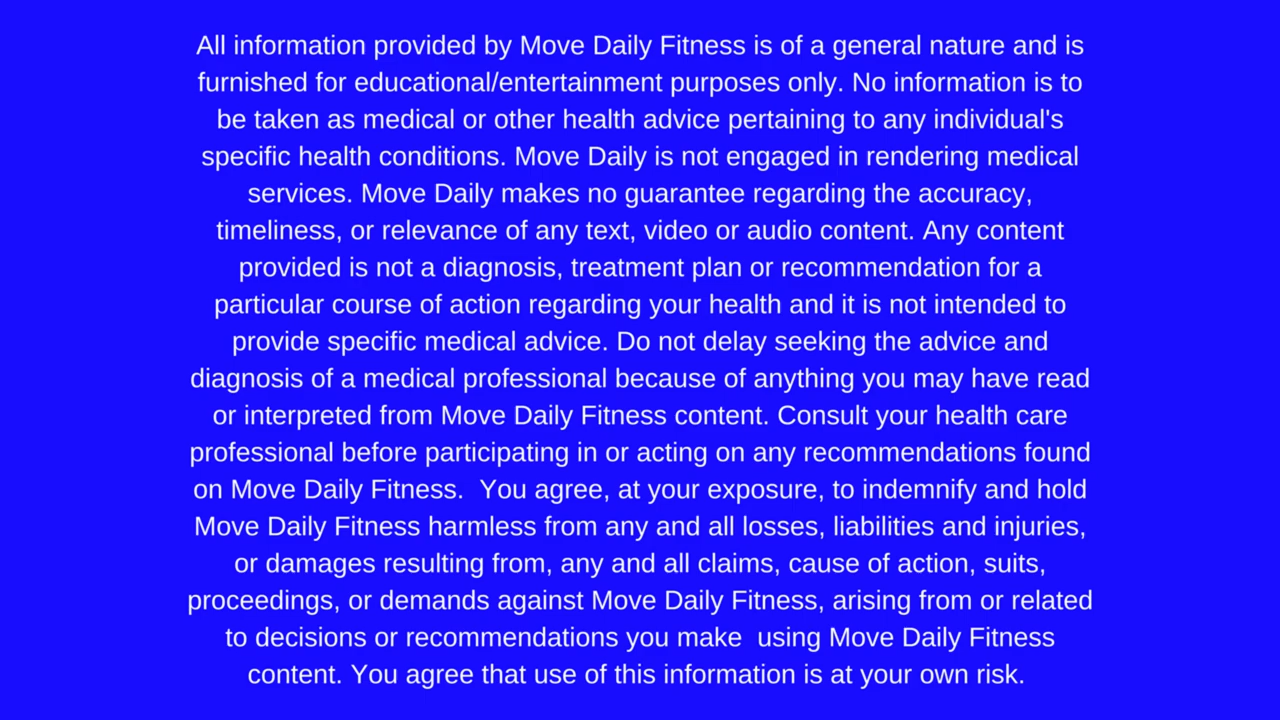 All information provided by Move Daily Fitness is of a general nature and is
furnished for educational/entertainment purposes only. No information is to
be taken as medical or other health advice pertaining to any individual's
specific health conditions. Move Daily is not engaged in rendering medical
services. Move Daily makes no guarantee regarding the accuracy,
timeliness, or relevance of any text, video or audio content. Any content
provided is not a diagnosis, treatment plan or recommendation for a
particular course of action regarding your health and it is not intended to
provide specific medical advice. Do not delay seeking the advice and
diagnosis of a medical professional because of anything you may have read
or interpreted from Move Daily Fitness content. Consult your health care
professional before participating in or acting on any recommendations found
on Move Daily Fitness.  You agree, at your exposure, to indemnify and hold
Move Daily Fitness harmless from any and all losses, liabilities and injuries,
or damages resulting from, any and all claims, cause of action, suits,
proceedings, or demands against Move Daily Fitness, arising from or related
to decisions or recommendations you make  using Move Daily Fitness
content. You agree that use of this information is at your own risk.